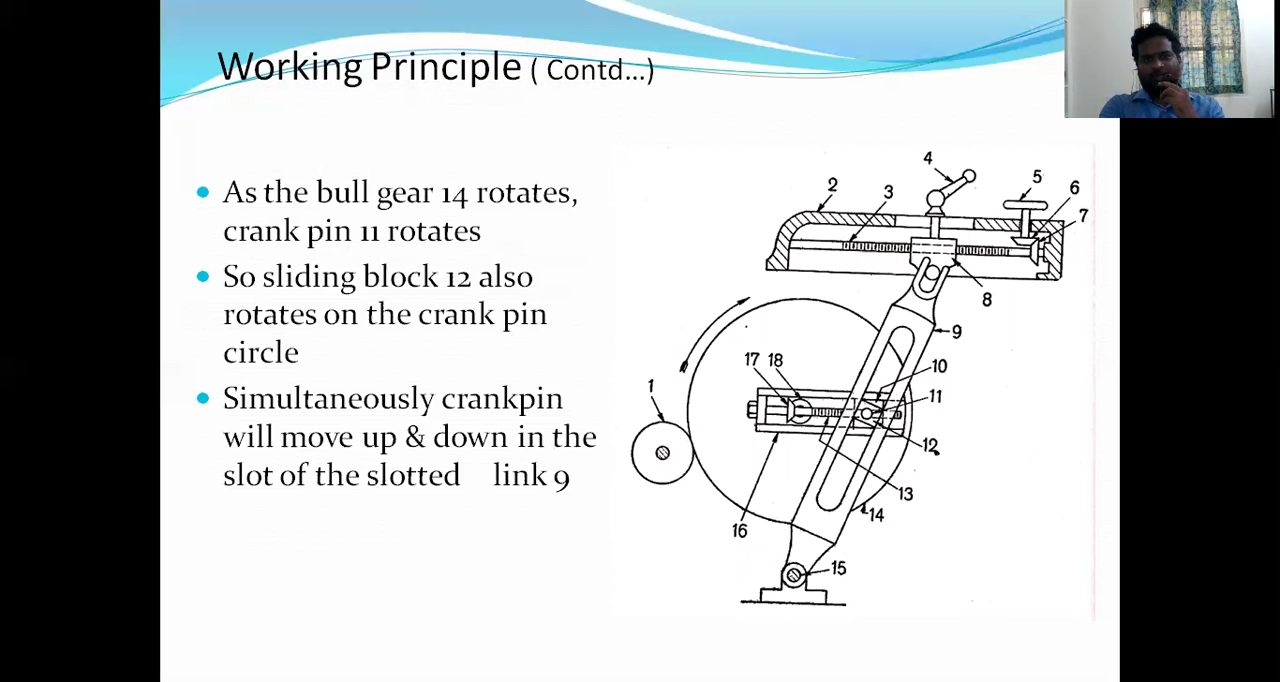 Working Principle ( Contd...)
As the bull gear 14 rotates,
crank pin 11 rotates
So sliding block 12 also
rotates on the crank pin
circle
Simultaneously crankpin
will move up & down in the
slot of the slotted link 9
4
5
2
3
6
7
8
9
17 18
10
1
11
12
13
14
16
15